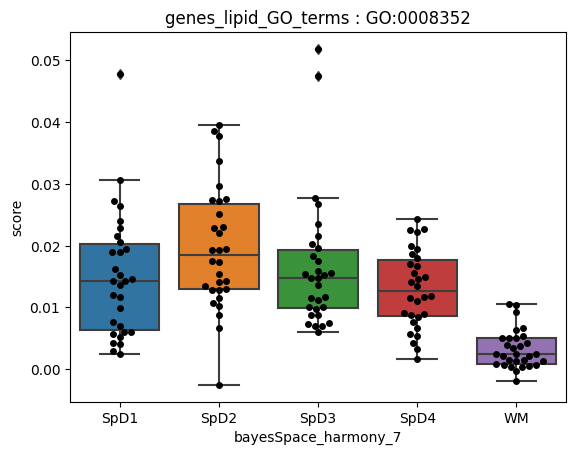 genes_lipid_GO_terms : GO:0008352
0.05
0.04
0.03
0.02
0.01
0.00
score
SpD1 SpD2 SpD3 SpD4 WM
bayesSpace_harmony_7